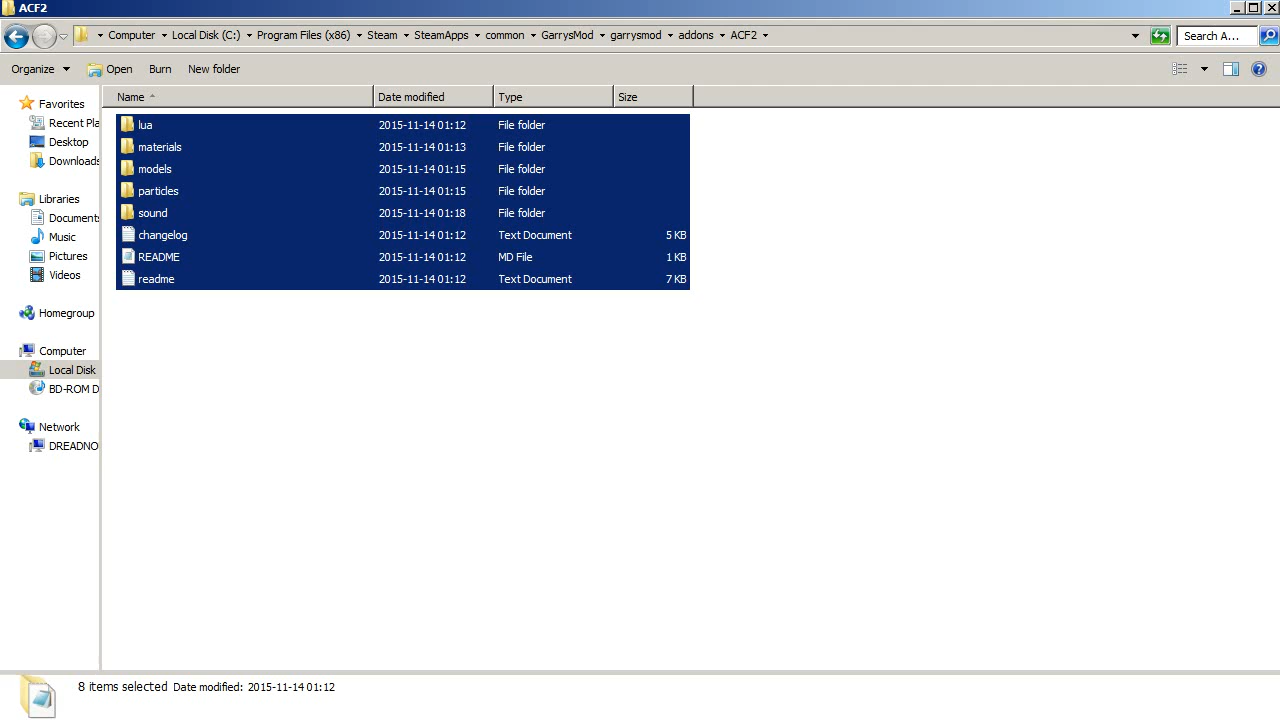 ACF2
Computer Local Disk (C:) Program Files (x86) Steam SteamApps common GarrysMod garrysmod addons ACF2 Search A...
Organize Open Burn New folder
Name Date modified Type Size
Favorites
Recent Pla
Desktop
Downloads
Libraries
Documents
Music
Pictures
Videos
Homegroup
Computer
Local Disk
BD-ROM D
Network
DREADNO
lua 2015-11-14 01:12 File folder
materials 2015-11-14 01:13 File folder
models 2015-11-14 01:15 File folder
particles 2015-11-14 01:15 File folder
sound 2015-11-14 01:18 File folder
changelog 2015-11-14 01:12 Text Document 5 KB
README 2015-11-14 01:12 MD File 1 KB
readme 2015-11-14 01:12 Text Document 7 KB
8 items selected Date modified: 2015-11-14 01:12